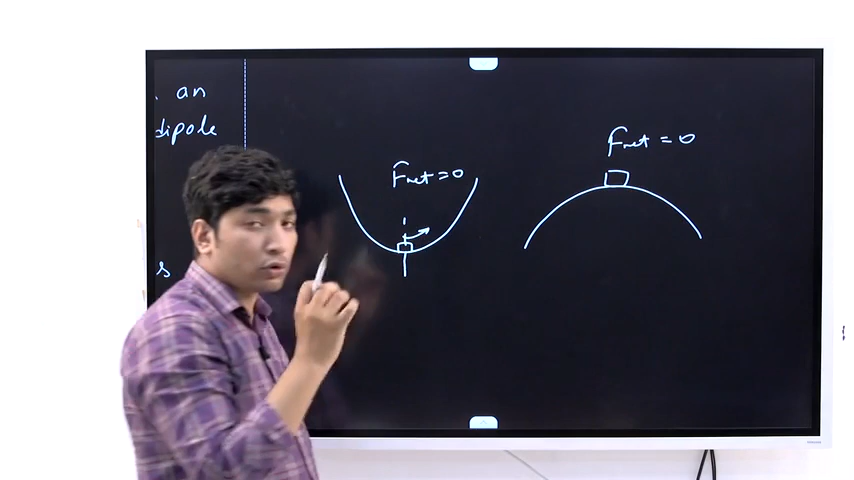 . an
dipole
s
Fnet = 0
Fnet = 0